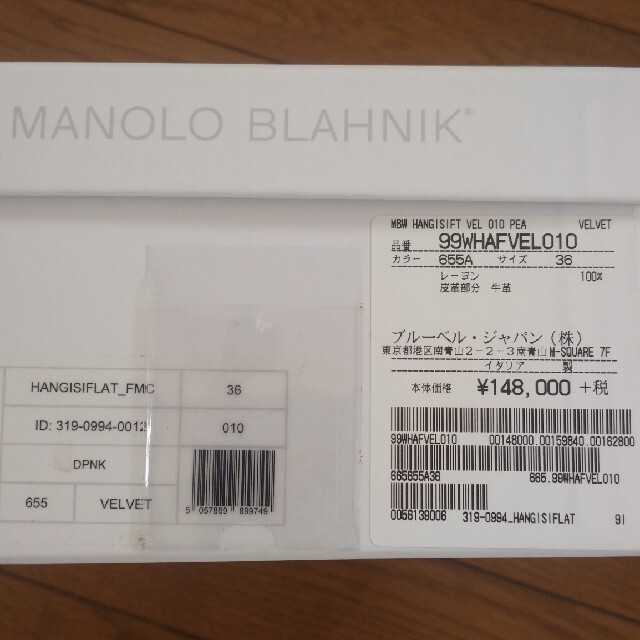 MANOLO BLAHNIK®
MBW HANGISIFT VEL 010 PEA VELVET
品番 99WHAFVEL010
カラー 655A サイズ 36
レーヨン 100%
皮革部分 牛革
ブルーベル・ジャパン(株)
東京都港区南青山2-2-3南青山M-SQUARE 7F
イタリア 製
本体価格 ¥148,000 +税
99WHAFVEL010 00148000 00159840 00162800
665655A36 665.99WHAFVEL010
0056139006 319-0994_HANGISIFLAT 91
HANGISIFLAT_FMC 36
ID: 319-0994-0012 010
DPNK
655 VELVET
5 057889 899749